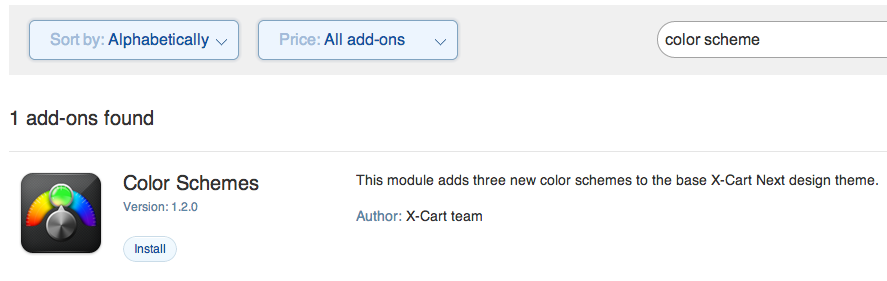 Sort by: Alphabetically Price: All add-ons color scheme
1 add-ons found
Color Schemes
Version: 1.2.0
Install
This module adds three new color schemes to the base X-Cart Next design theme.
Author: X-Cart team